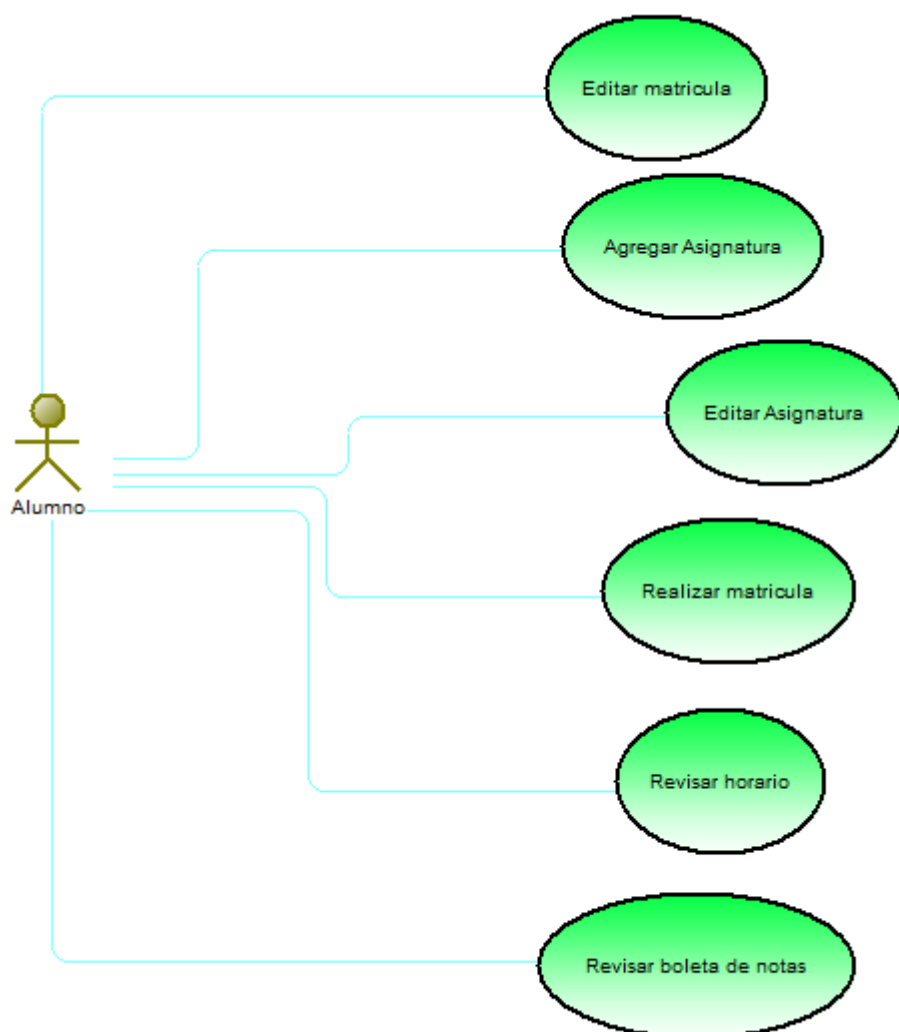 Editar matricula
Agregar Asignatura
Editar Asignatura
Alumno
Realizar matricula
Revisar horario
Revisar boleta de notas